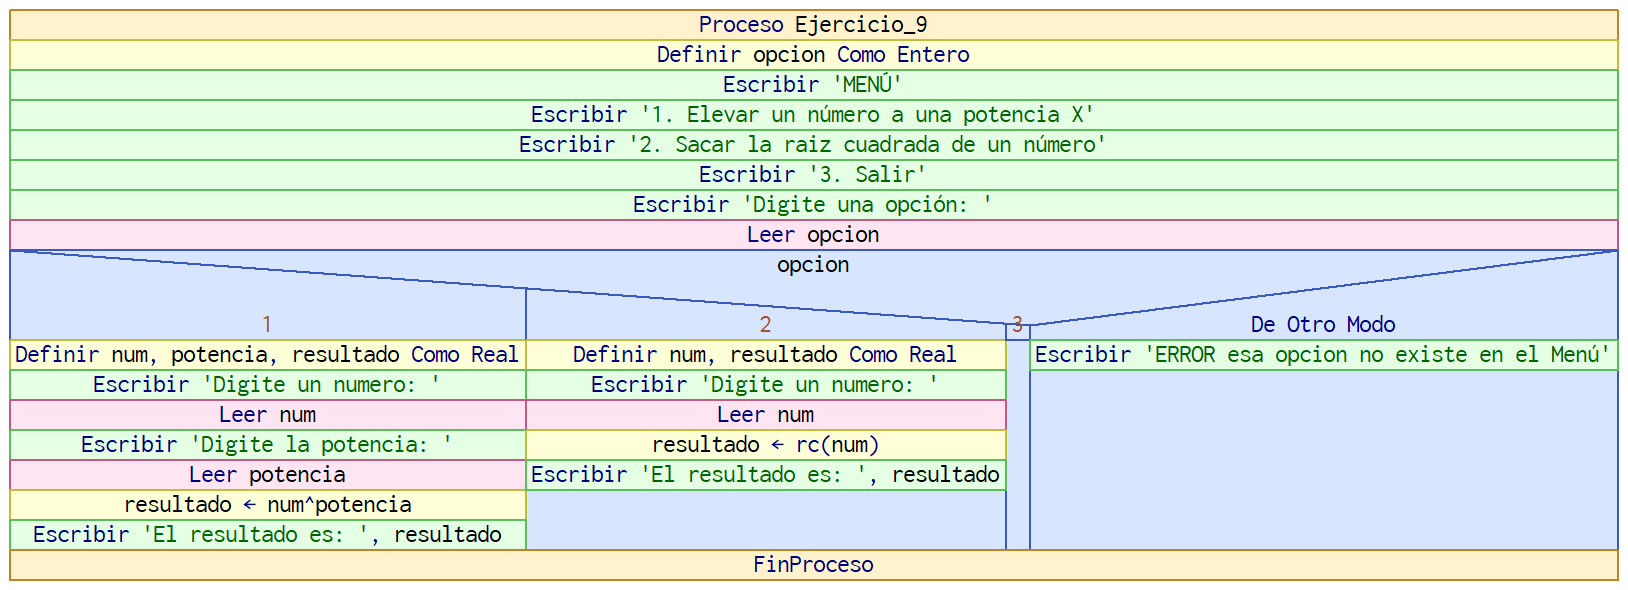 Proceso Ejercicio_9
Definir opcion Como Entero
Escribir 'MENÚ'
Escribir '1. Elevar un número a una potencia X'
Escribir '2. Sacar la raiz cuadrada de un número'
Escribir '3. Salir'
Escribir 'Digite una opción: '
Leer opcion
opcion
1
Definir num, potencia, resultado Como Real
Escribir 'Digite un numero: '
Leer num
Escribir 'Digite la potencia: '
Leer potencia
resultado ← num^potencia
Escribir 'El resultado es: ', resultado
2
Definir num, resultado Como Real
Escribir 'Digite un numero: '
Leer num
resultado ← rc(num)
Escribir 'El resultado es: ', resultado
3
De Otro Modo
Escribir 'ERROR esa opcion no existe en el Menú'
FinProceso